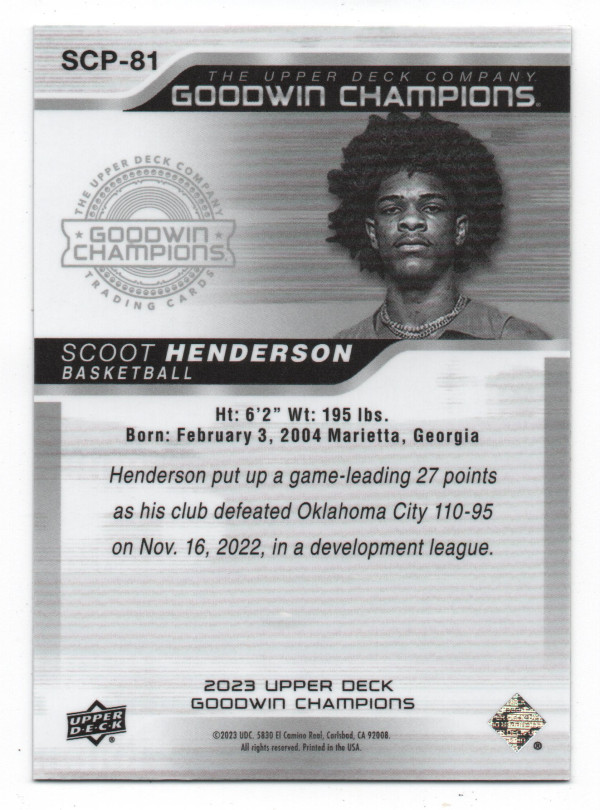 SCP-81
THE UPPER DECK COMPANY
GOODWIN CHAMPIONS®
THE UPPER DECK COMPANY
GOODWIN
CHAMPIONS
TRADING CARDS
SCOOT HENDERSON
BASKETBALL
Ht: 6'2" Wt: 195 lbs.
Born: February 3, 2004 Marietta, Georgia
Henderson put up a game-leading 27 points
as his club defeated Oklahoma City 110-95
on Nov. 16, 2022, in a development league.
2023 UPPER DECK
GOODWIN CHAMPIONS
UPPER
D·E·C·K®
©2023 UDC. 5830 El Camino Real, Carlsbad, CA 92008.
All rights reserved. Printed in the USA.
®